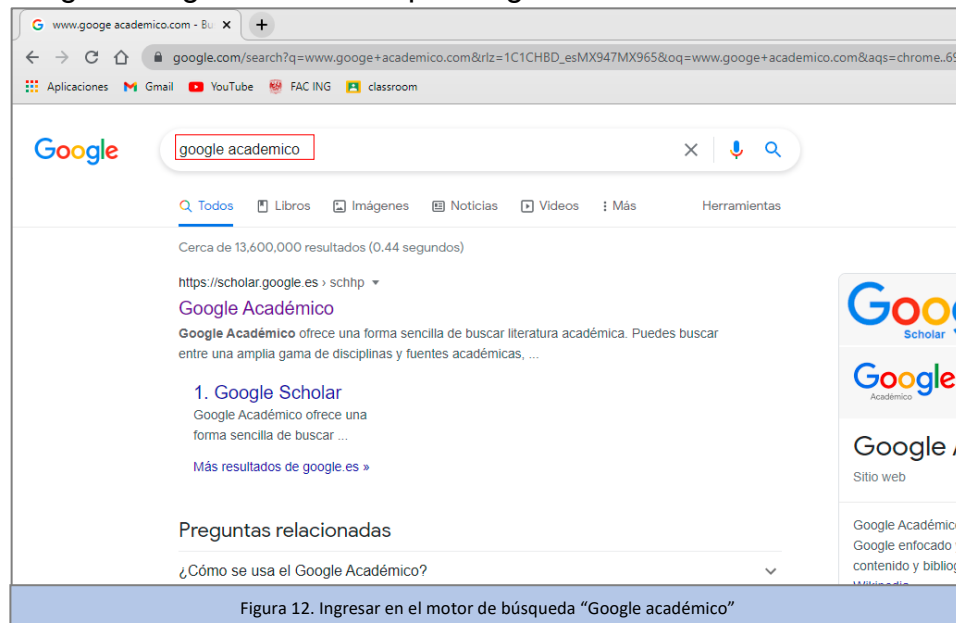 www.googe academico.com - Bu
google.com/search?q=www.googe+academico.com&rlz=1C1CHBD_esMX947MX965&oq=www.googe+academico.com&aqs=chrome..69
Aplicaciones Gmail YouTube FAC ING classroom
Google google academico
Todos Libros Imágenes Noticias Videos Más Herramientas
Cerca de 13,600,000 resultados (0.44 segundos)
https://scholar.google.es › schhp
Google Académico
Google Académico ofrece una forma sencilla de buscar literatura académica. Puedes buscar
entre una amplia gama de disciplinas y fuentes académicas, ...
1. Google Scholar
Google Académico ofrece una
forma sencilla de buscar ...
Más resultados de google.es »
Preguntas relacionadas
¿Cómo se usa el Google Académico?
Goo
Scholar
Google
Académico
Google A
Sitio web
Google Académic
Google enfocado
contenido y bibliog
Wikipedia
Figura 12. Ingresar en el motor de búsqueda “Google académico”